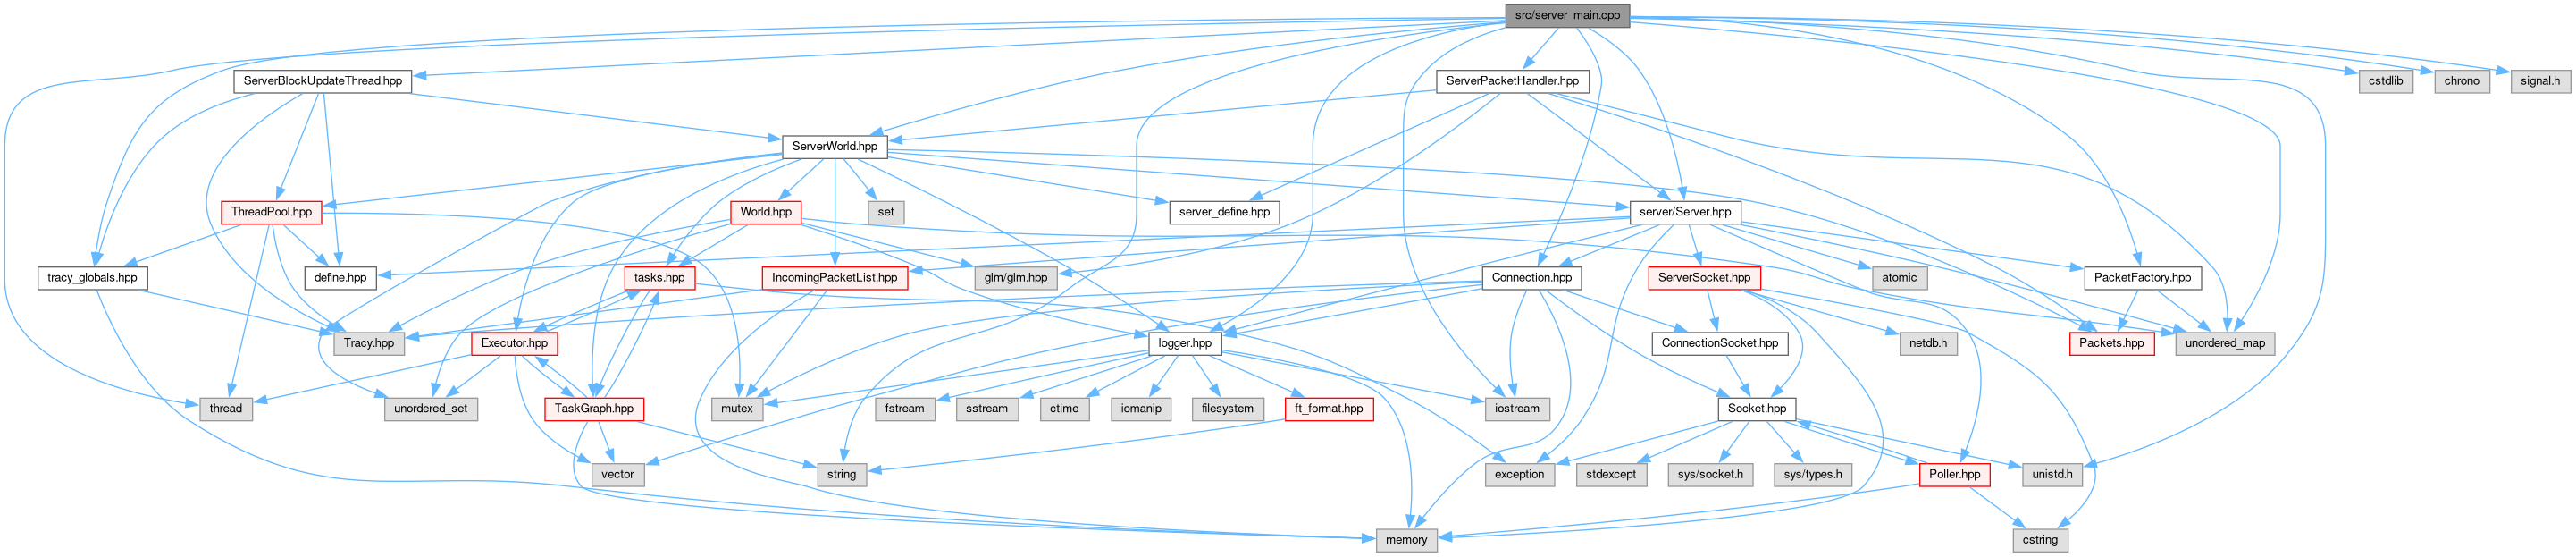 src/server_main.cpp
ServerBlockUpdateThread.hpp
ServerPacketHandler.hpp
cstdlib
chrono
signal.h
ServerWorld.hpp
ThreadPool.hpp
World.hpp
set
server_define.hpp
server/Server.hpp
tracy_globals.hpp
define.hpp
tasks.hpp
IncomingPacketList.hpp
glm/glm.hpp
Connection.hpp
ServerSocket.hpp
atomic
PacketFactory.hpp
Tracy.hpp
Executor.hpp
logger.hpp
ConnectionSocket.hpp
netdb.h
Packets.hpp
unordered_map
thread
unordered_set
TaskGraph.hpp
mutex
fstream
sstream
ctime
iomanip
filesystem
ft_format.hpp
iostream
Socket.hpp
vector
string
exception
stdexcept
sys/socket.h
sys/types.h
Poller.hpp
unistd.h
memory
cstring